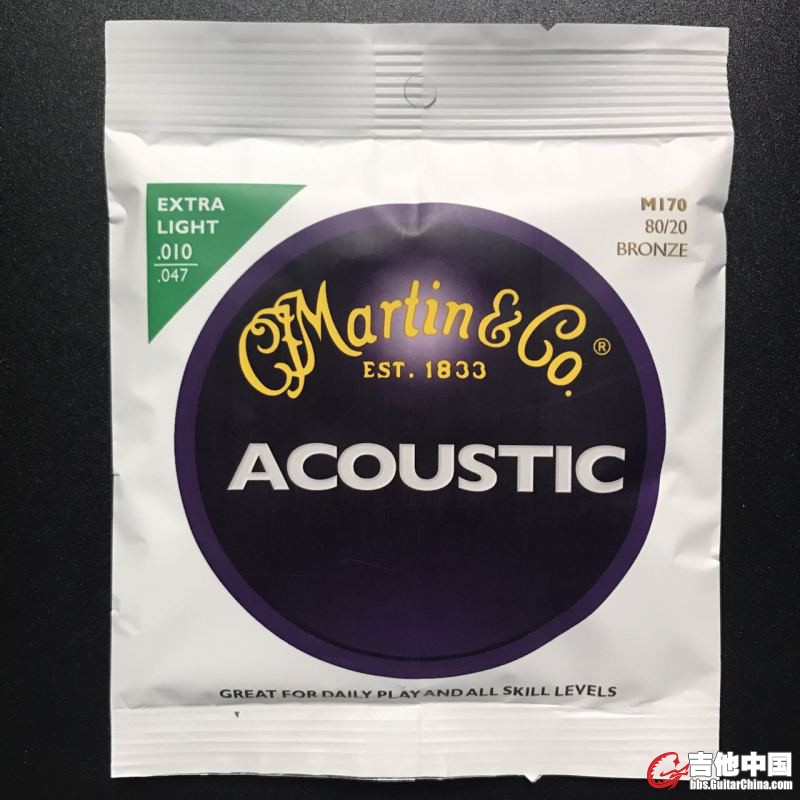 EXTRA
LIGHT
.010
.047
M170
80/20
BRONZE
CFMartin & Co.®
EST. 1833
ACOUSTIC
GREAT FOR DAILY PLAY AND ALL SKILL LEVELS
吉他中国
bbs.GuitarChina.com